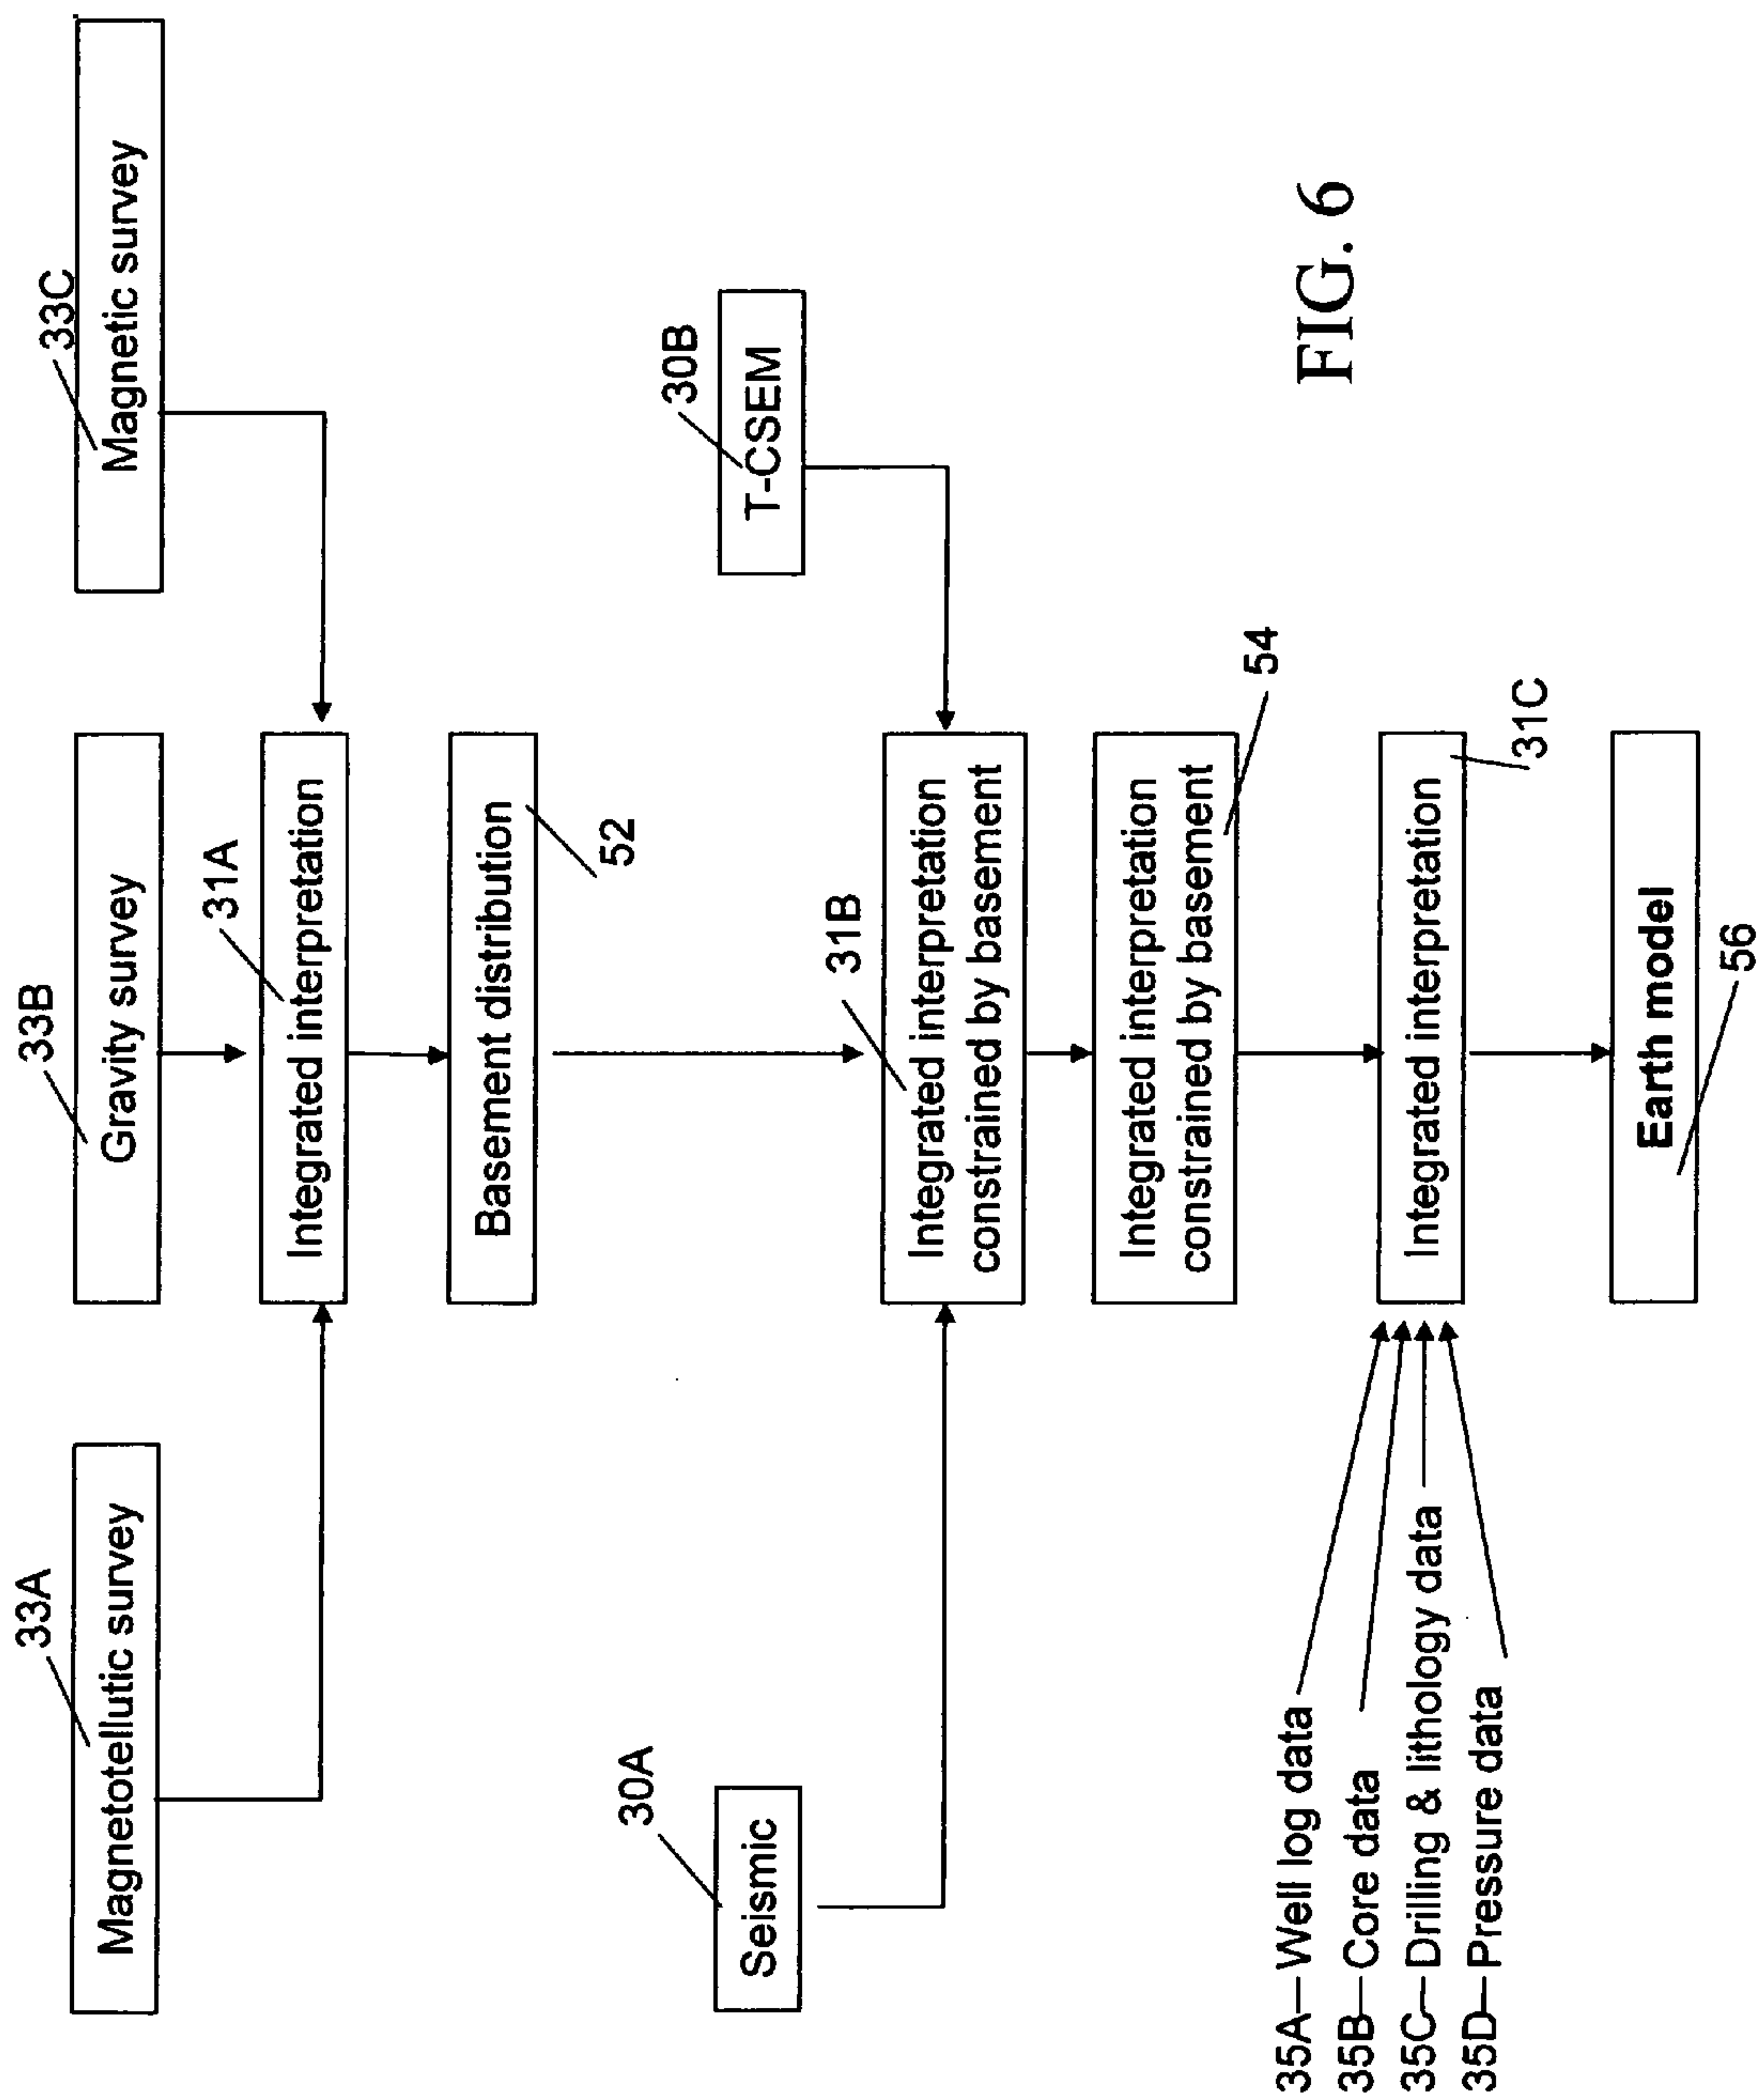 33A
Magnetotellutic survey
33B
Gravity survey
33C
Magnetic survey
31A
Integrated interpretation
Basement distribution
52
30A
Seismic
30B
T-CSEM
31B
Integrated interpretation
constrained by basement
Integrated interpretation
constrained by basement
54
35A—Well log data
35B—Core data
35C—Drilling & lithology data
35D—Pressure data
Integrated interpretation
31C
Earth model
56
FIG. 6